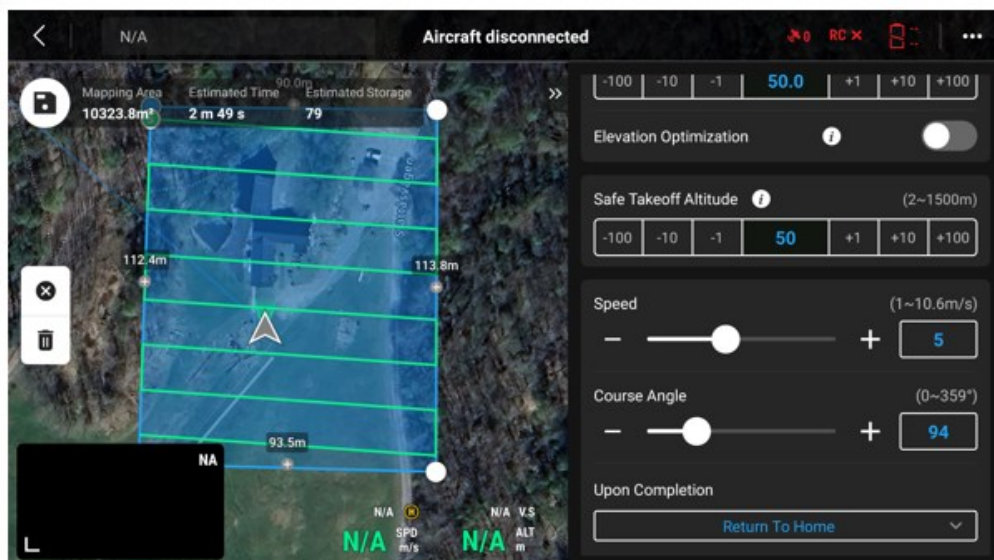 N/A
Aircraft disconnected
0
RC
Mapping Area
10323.8m²
Estimated Time
2 m 49 s
Estimated Storage
79
90.0m
112.4m
113.8m
93.5m
NA
N/A
H
N/A SPD m/s
N/A V.S
N/A ALT m
-100 -10 -1 50.0 +1 +10 +100
Elevation Optimization i
Safe Takeoff Altitude i (2~1500m)
-100 -10 -1 50 +1 +10 +100
Speed (1~10.6m/s)
− + 5
Course Angle (0~359°)
− + 94
Upon Completion
Return To Home